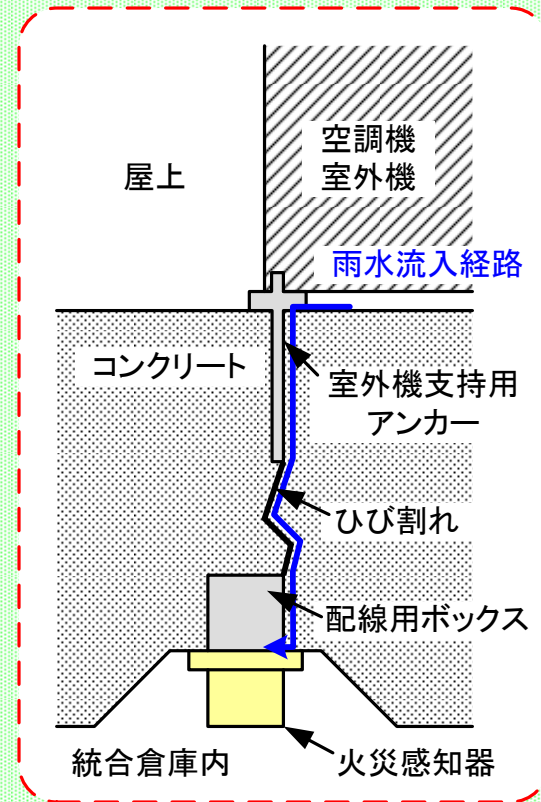 空調機
室外機
屋上
雨水流入経路
コンクリート
室外機支持用
アンカー
ひび割れ
配線用ボックス
統合倉庫内
火災感知器